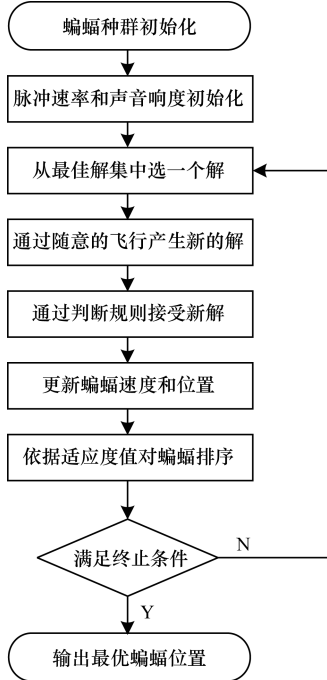 蝙蝠种群初始化
脉冲速率和声音响度初始化
从最佳解集中选一个解
通过随意的飞行产生新的解
通过判断规则接受新解
更新蝙蝠速度和位置
依据适应度值对蝙蝠排序
满足终止条件
N
Y
输出最优蝙蝠位置